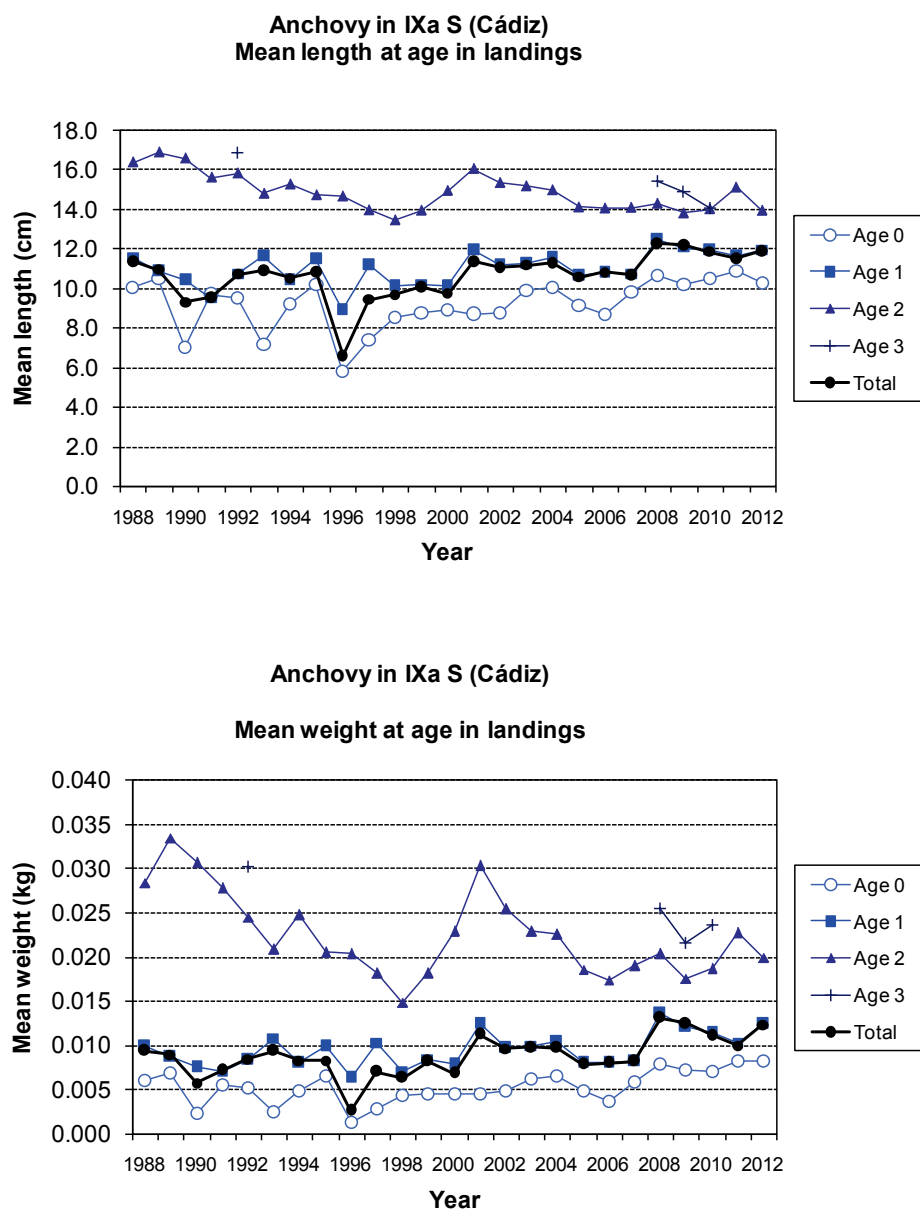 Anchovy in IXa S (Cádiz)
Mean length at age in landings
Mean length (cm)
18.0
16.0
14.0
12.0
10.0
8.0
6.0
4.0
2.0
0.0
1988 1990 1992 1994 1996 1998 2000 2002 2004 2006 2008 2010 2012
Year
Age 0
Age 1
Age 2
Age 3
Total
Anchovy in IXa S (Cádiz)
Mean weight at age in landings
Mean weight (kg)
0.040
0.035
0.030
0.025
0.020
0.015
0.010
0.005
0.000
1988 1990 1992 1994 1996 1998 2000 2002 2004 2006 2008 2010 2012
Year
Age 0
Age 1
Age 2
Age 3
Total